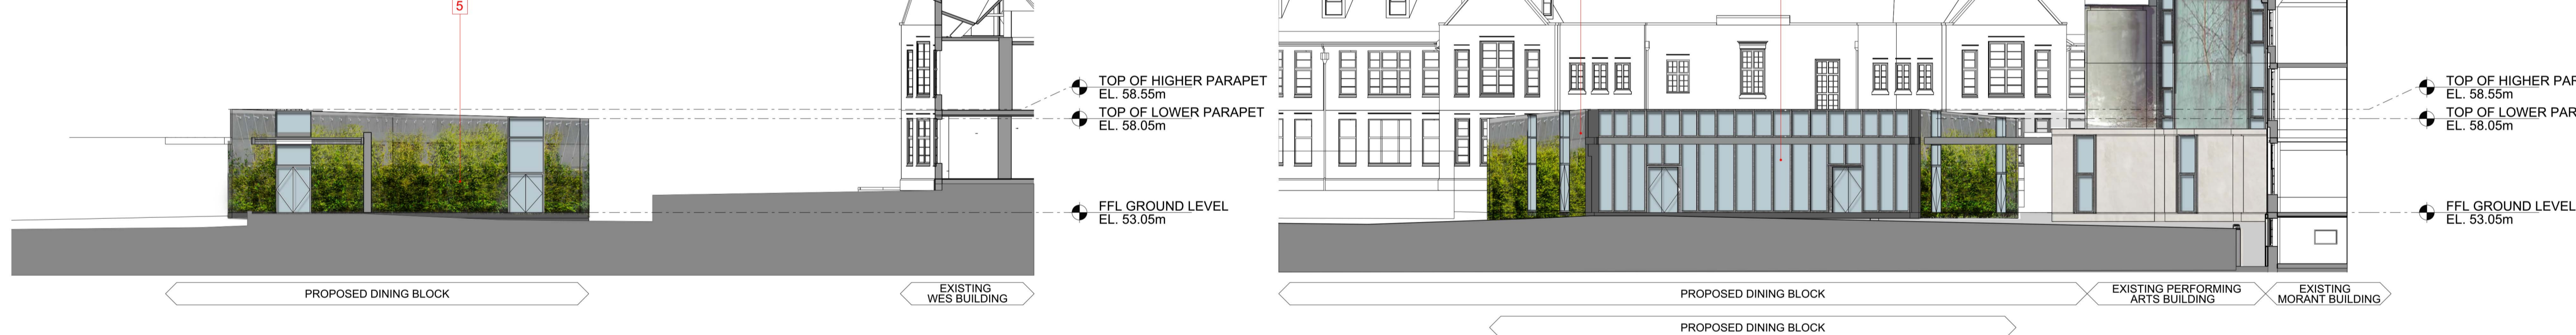 5
TOP OF HIGHER PARAPET
EL. 58.55m
TOP OF LOWER PARAPET
EL. 58.05m
FFL GROUND LEVEL
EL. 53.05m
PROPOSED DINING BLOCK
EXISTING
WES BUILDING
TOP OF HIGHER PAR
EL. 58.55m
TOP OF LOWER PAR
EL. 58.05m
FFL GROUND LEVEL
EL. 53.05m
PROPOSED DINING BLOCK
EXISTING PERFORMING
ARTS BUILDING
EXISTING
MORANT BUILDING
PROPOSED DINING BLOCK